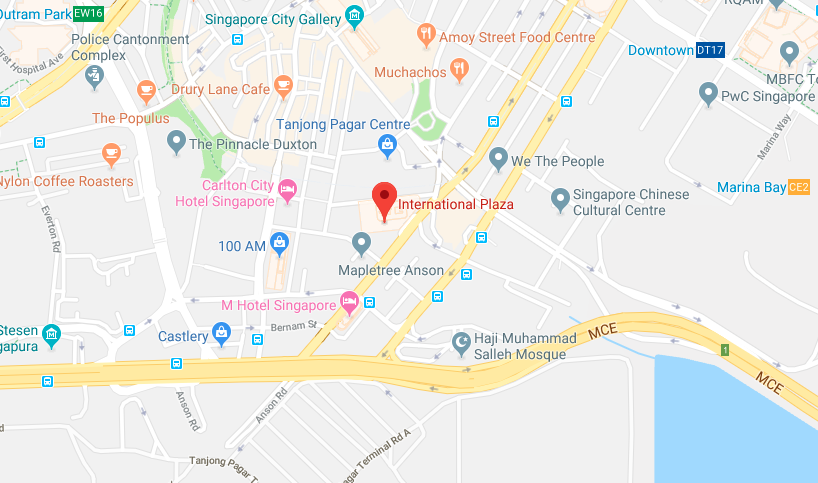 Outram Park EW16
Singapore City Gallery
RQAM
Police Cantonment
Complex
Amoy Street Food Centre
Downtown DT17
First Hospital Ave
Muchachos
MBFC To
Drury Lane Cafe
PwC Singapore
The Populus
Tanjong Pagar Centre
Marina Way
The Pinnacle Duxton
We The People
Nylon Coffee Roasters
Carlton City
Hotel Singapore
Marina Bay CE2
International Plaza
Singapore Chinese
Cultural Centre
Everton Rd
100 AM
Mapletree Anson
M Hotel Singapore
Bernam St
Stesen
gapura
Castlery
Haji Muhammad
Salleh Mosque
MCE
1
MCE
Anson Rd
Anson Rd
Tanjong Pagar T
gar Terminal Rd A
d